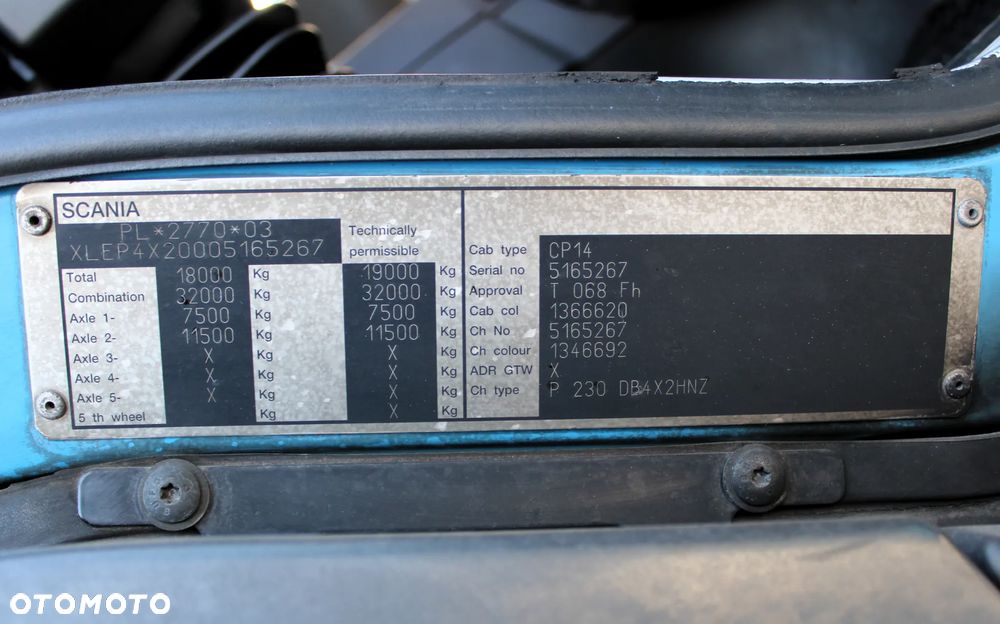 SCANIA
PL*2770*03
XLEP4X20005165267
Technically
permissible
Total 18000 Kg 19000 Kg
Combination 32000 Kg 32000 Kg
Axle 1- 7500 Kg 7500 Kg
Axle 2- 11500 Kg 11500 Kg
Axle 3- X Kg X Kg
Axle 4- X Kg X Kg
Axle 5- X Kg X Kg
5 th wheel Kg X Kg
Cab type CP14
Serial no 5165267
Approval T 068 Fh
Cab col 1366620
Ch No 5165267
Ch colour 1346692
ADR GTW X
Ch type P 230 DB4X2HNZ
OTOMOTO